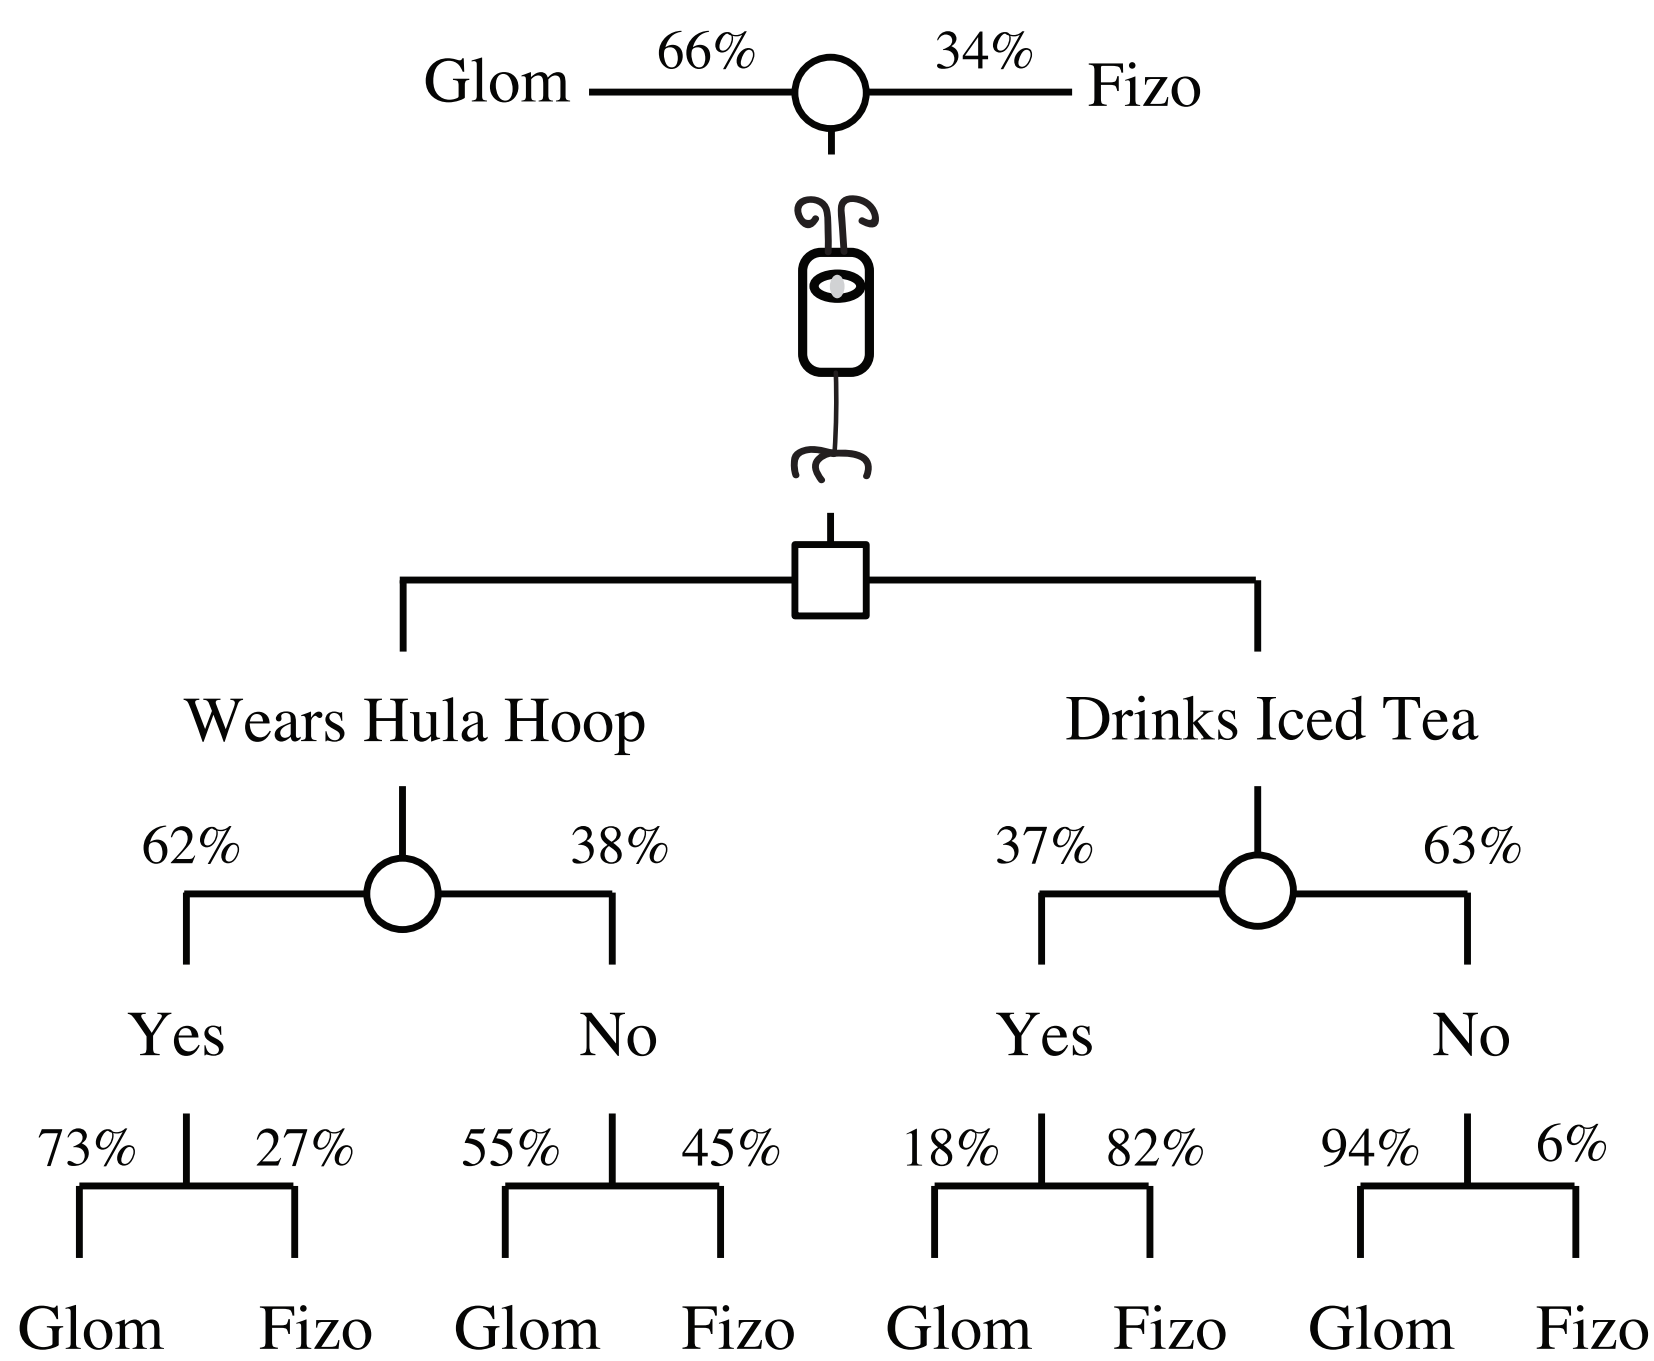 66% 34%
Glom Fizo
Wears Hula Hoop Drinks Iced Tea
62% 38% 37% 63%
Yes No Yes No
73% 27% 55% 45% 18% 82% 94% 6%
Glom Fizo Glom Fizo Glom Fizo Glom Fizo